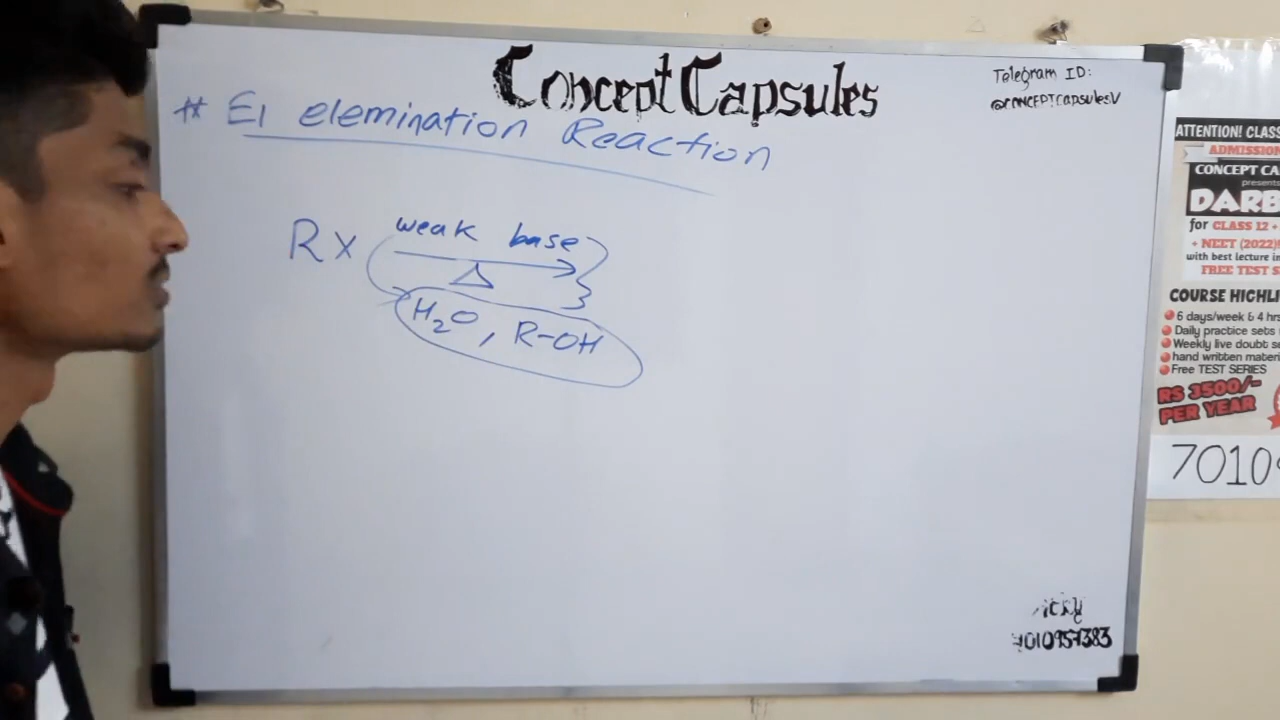 Concept Capsules
Telegram ID:
@CONCEPTCapsulesV
# E1 elemination Reaction
RX weak base
Δ
H₂O, R-OH
7010957383
ATTENTION! CLASS
ADMISSION
CONCEPT CA
presents
DARB
for CLASS 12 +
+ NEET (2022)
with best lecture in
FREE TEST S
COURSE HIGHLI
6 days/week & 4 hrs
Daily practice sets
Weekly live doubt se
hand written materi
Free TEST SERIES
RS 3500/-
PER YEAR
7010